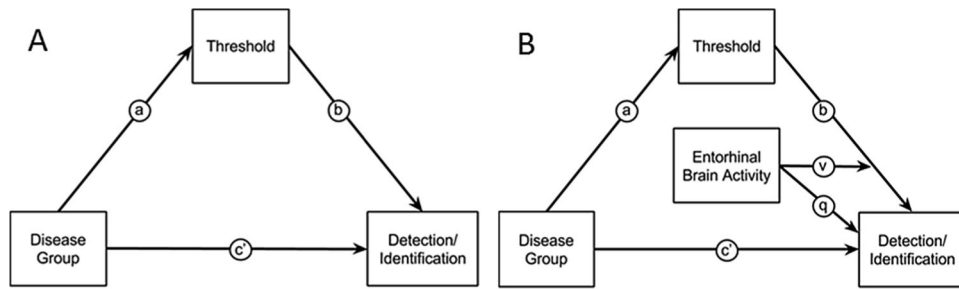 A
Threshold
a
b
Disease
Group
c'
Detection/
Identification
B
Threshold
a
b
Entorhinal
Brain Activity
v
q
Disease
Group
c'
Detection/
Identification